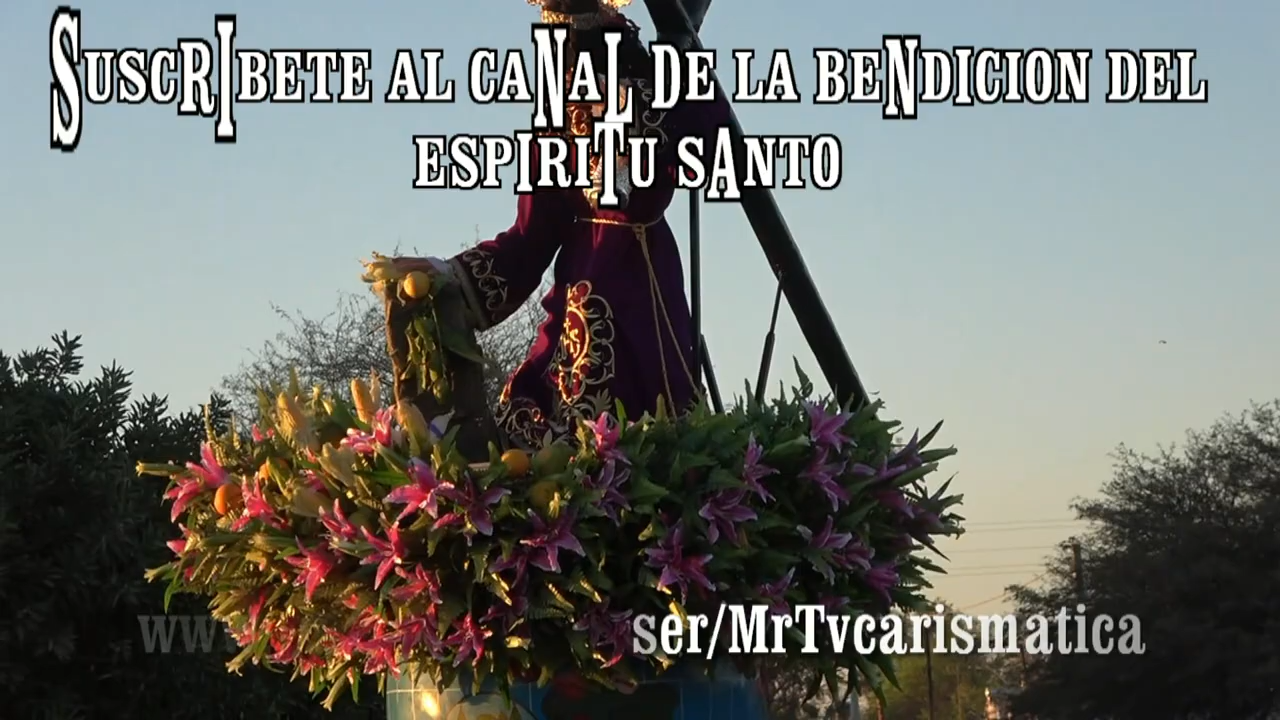 SUSCRIBETE AL CANAL DE LA BENDICION DEL
ESPIRITU SANTO
ser/MrTvcarismatica